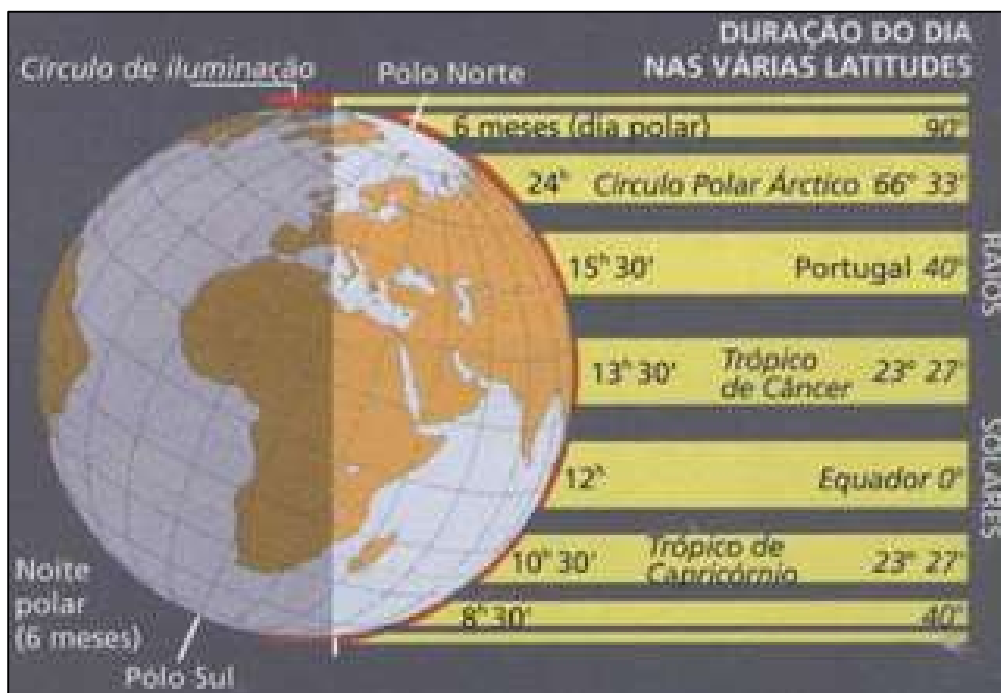 DURAÇÃO DO DIA
NAS VÁRIAS LATITUDES
Círculo de iluminação
Pólo Norte
6 meses (dia polar) 90°
24ʰ Círculo Polar Árctico 66° 33'
15ʰ 30' Portugal 40°
13ʰ 30' Trópico
de Câncer 23° 27'
12ʰ Equador 0°
10ʰ 30' Trópico de
Capricórnio 23° 27'
8ʰ 30' 40°
RAIOS
SOLARES
Noite
polar
(6 meses)
Pólo Sul